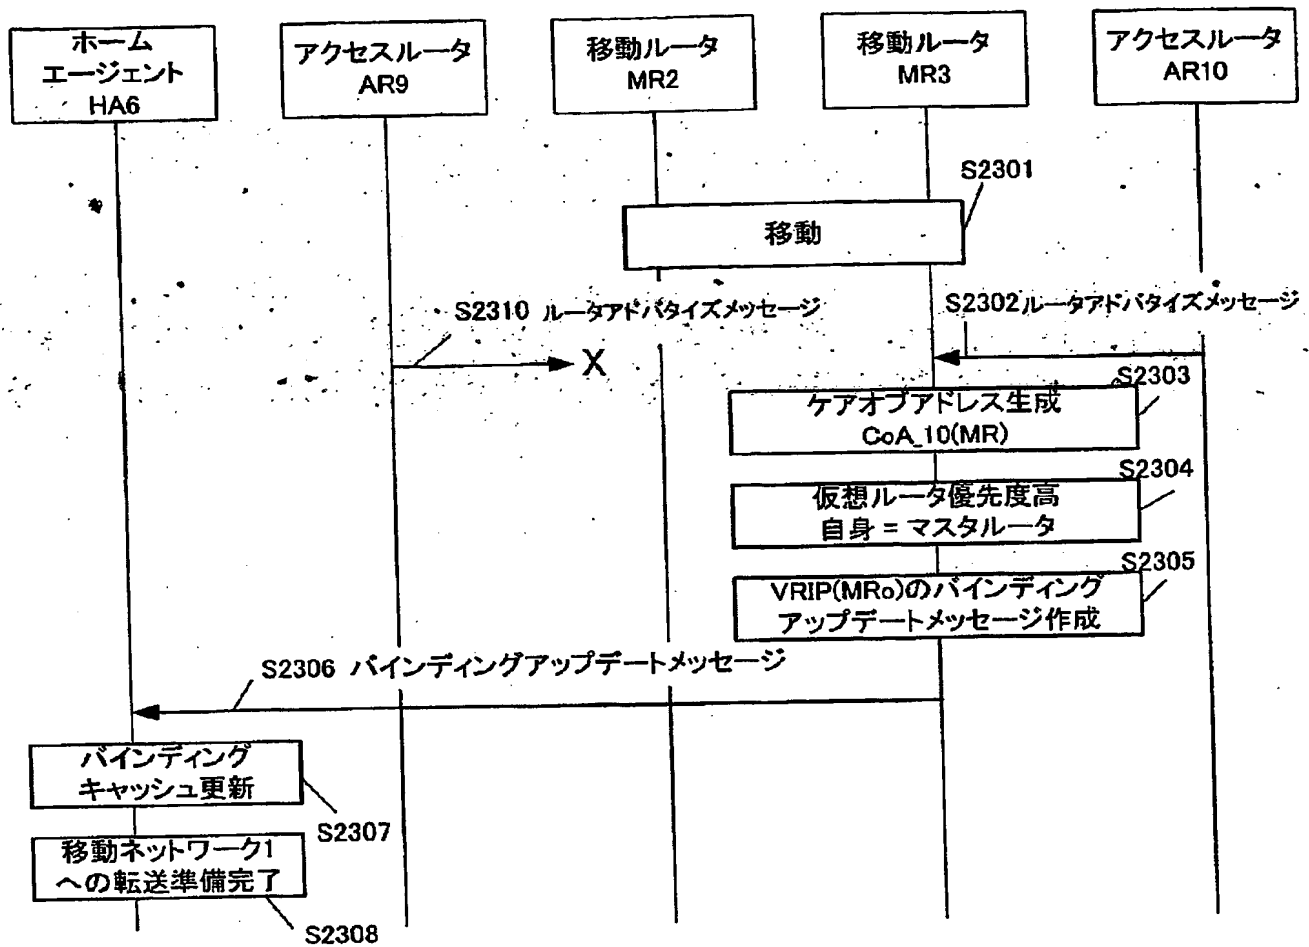 ホーム
エージェント
HA6
アクセスルータ
AR9
移動ルータ
MR2
移動ルータ
MR3
アクセスルータ
AR10
S2301
移動
S2310 ルータアドバタイズメッセージ
X
S2302ルータアドバタイズメッセージ
S2303
ケアオブアドレス生成
CoA_10(MR)
S2304
仮想ルータ優先度高
自身 = マスタルータ
S2305
VRIP(MRo)のバインディング
アップデートメッセージ作成
S2306 バインディングアップデートメッセージ
バインディング
キャッシュ更新
S2307
移動ネットワーク1
への転送準備完了
S2308